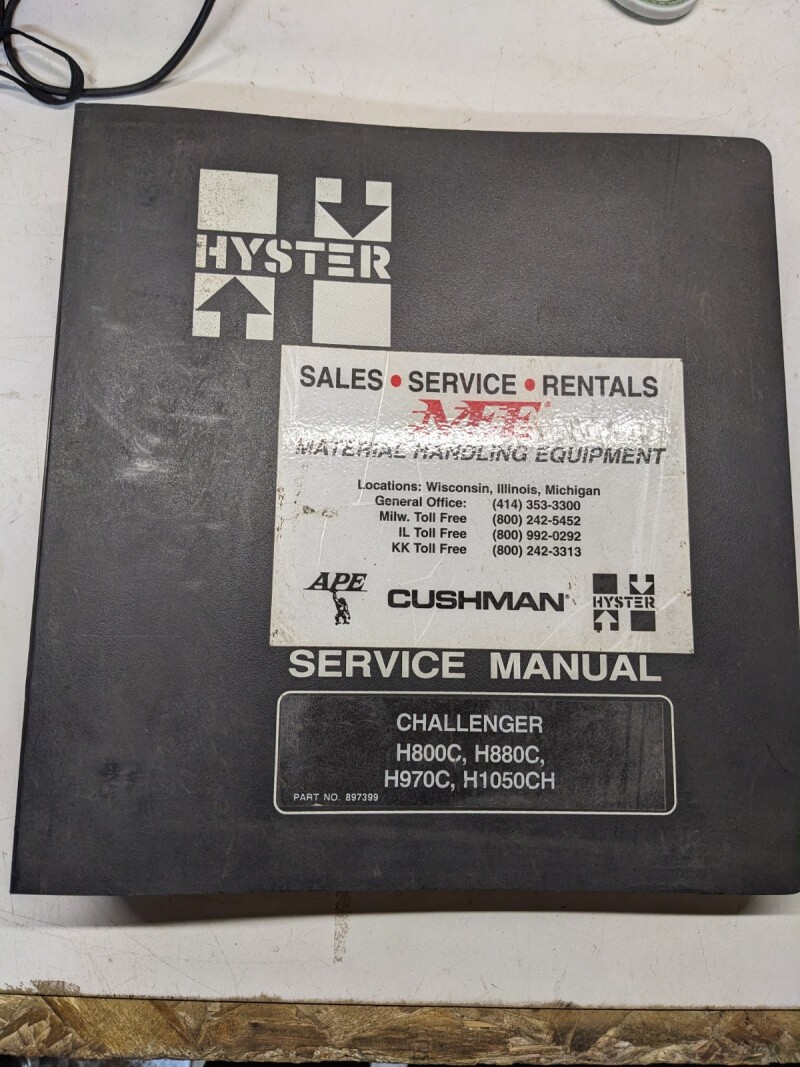 HYSTER
SALES • SERVICE • RENTALS
MATERIAL HANDLING EQUIPMENT
Locations: Wisconsin, Illinois, Michigan
General Office: (414) 353-3300
Milw. Toll Free (800) 242-5452
IL Toll Free (800) 992-0292
KK Toll Free (800) 242-3313
APE
CUSHMAN®
HYSTER
SERVICE MANUAL
CHALLENGER
H800C, H880C,
H970C, H1050CH
PART NO. 897399